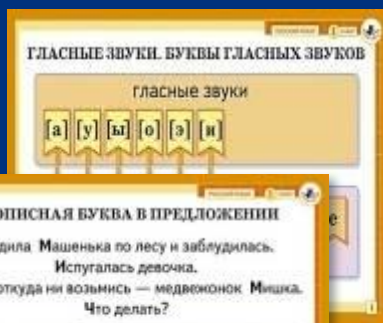 ГЛАСНЫЕ ЗВУКИ. БУКВЫ ГЛАСНЫХ ЗВУКОВ
гласные звуки
[а] [у] [ы] [о] [э] [и]
е
ОПИСНАЯ БУКВА В ПРЕДЛОЖЕНИИ
дила Машенька по лесу и заблудилась.
Испугалась девочка.
откуда ни возьмись — медвежонок Мишка.
Что делать?